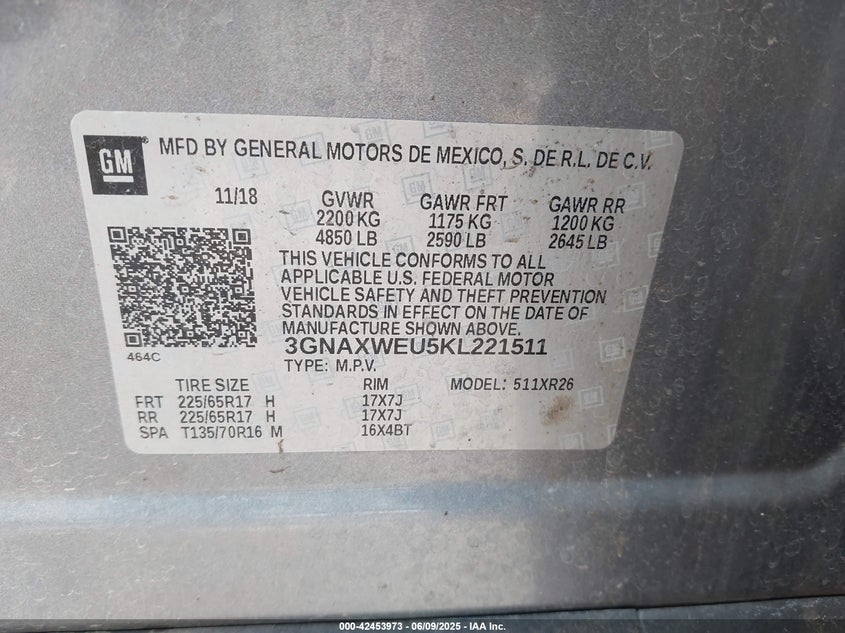 GM
MFD BY GENERAL MOTORS DE MEXICO, S. DE R.L. DE C.V.
11/18 GVWR GAWR FRT GAWR RR
2200 KG 1175 KG 1200 KG
4850 LB 2590 LB 2645 LB
THIS VEHICLE CONFORMS TO ALL
APPLICABLE U.S. FEDERAL MOTOR
VEHICLE SAFETY AND THEFT PREVENTION
STANDARDS IN EFFECT ON THE DATE OF
MANUFACTURE SHOWN ABOVE.
464C 3GNAXWEU5KL221511
TYPE: M.P.V.
TIRE SIZE RIM MODEL: 511XR26
FRT 225/65R17 H 17X7J
RR 225/65R17 H 17X7J
SPA T135/70R16 M 16X4BT
000-42453973 / 06/09/2025 - IAA Inc.